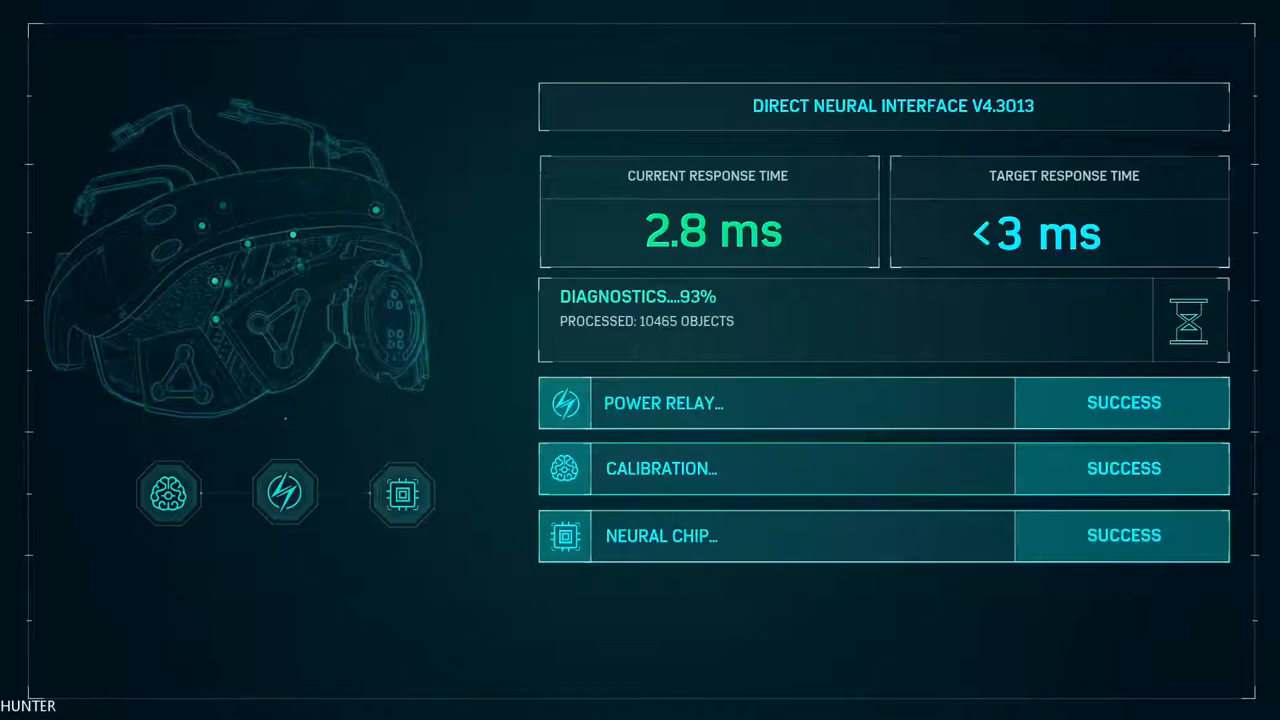 DIRECT NEURAL INTERFACE V4.3013
CURRENT RESPONSE TIME
2.8 ms
TARGET RESPONSE TIME
<3 ms
DIAGNOSTICS....93%
PROCESSED: 10465 OBJECTS
POWER RELAY...
SUCCESS
CALIBRATION...
SUCCESS
NEURAL CHIP...
SUCCESS
HUNTER